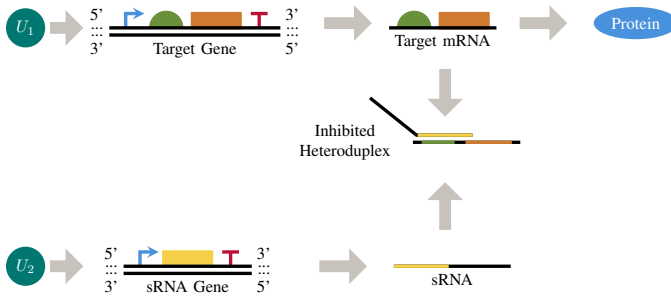 U1
5’
3’
...
...
...
...
3’
5’
Target Gene
Target mRNA
Protein
Inhibited
Heteroduplex
U2
5’
3’
...
...
...
...
3’
5’
sRNA Gene
sRNA